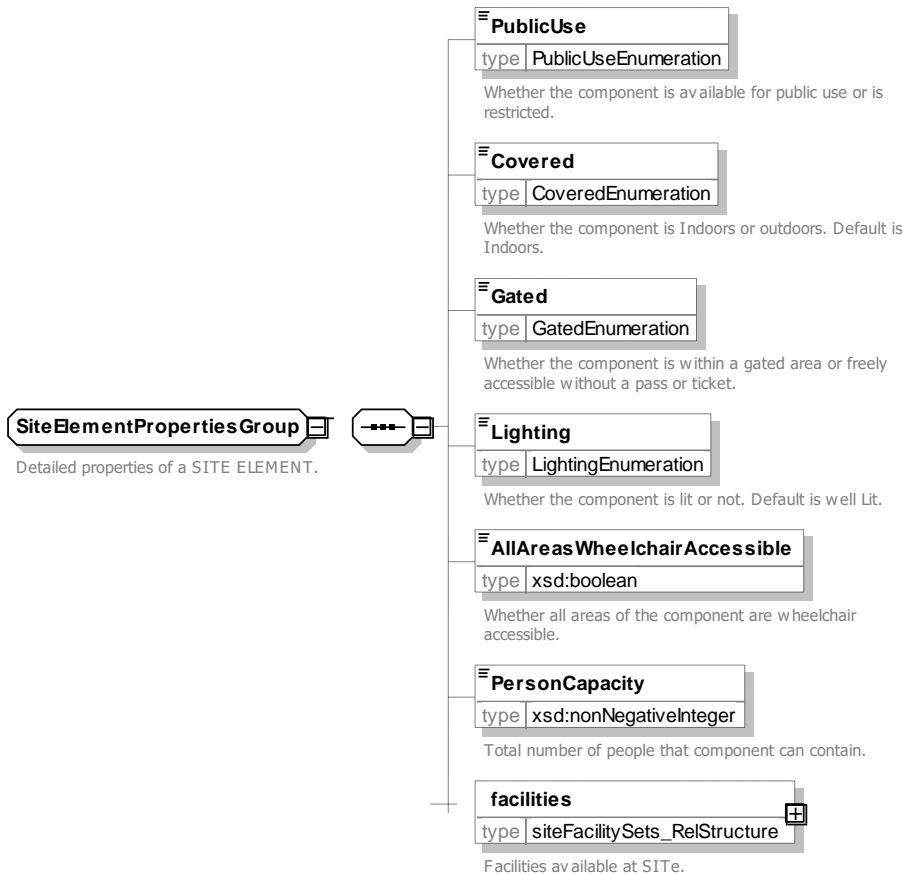 PublicUse
type PublicUseEnumeration
Whether the component is available for public use or is
restricted.
Covered
type CoveredEnumeration
Whether the component is Indoors or outdoors. Default is
Indoors.
Gated
type GatedEnumeration
Whether the component is within a gated area or freely
accessible without a pass or ticket.
SiteElementPropertiesGroup
Detailed properties of a SITE ELEMENT.
Lighting
type LightingEnumeration
Whether the component is lit or not. Default is well Lit.
AllAreasWheelchairAccessible
type xsd:boolean
Whether all areas of the component are wheelchair
accessible.
PersonCapacity
type xsd:nonNegativeInteger
Total number of people that component can contain.
facilities
type siteFacilitySets_RelStructure
Facilities available at SITe.